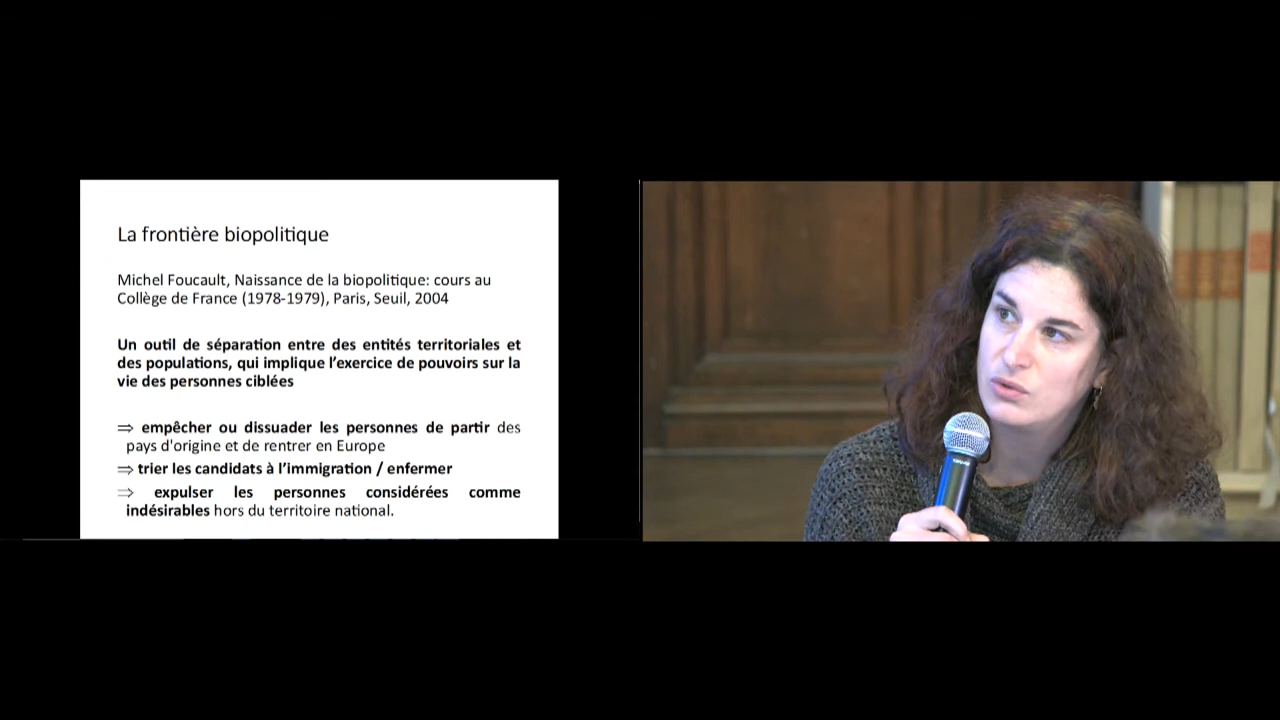 La frontière biopolitique
Michel Foucault, Naissance de la biopolitique: cours au
Collège de France (1978-1979), Paris, Seuil, 2004
Un outil de séparation entre des entités territoriales et
des populations, qui implique l’exercice de pouvoirs sur la
vie des personnes ciblées
⇒ empêcher ou dissuader les personnes de partir des
pays d'origine et de rentrer en Europe
⇒ trier les candidats à l’immigration / enfermer
⇒ expulser les personnes considérées comme
indésirables hors du territoire national.